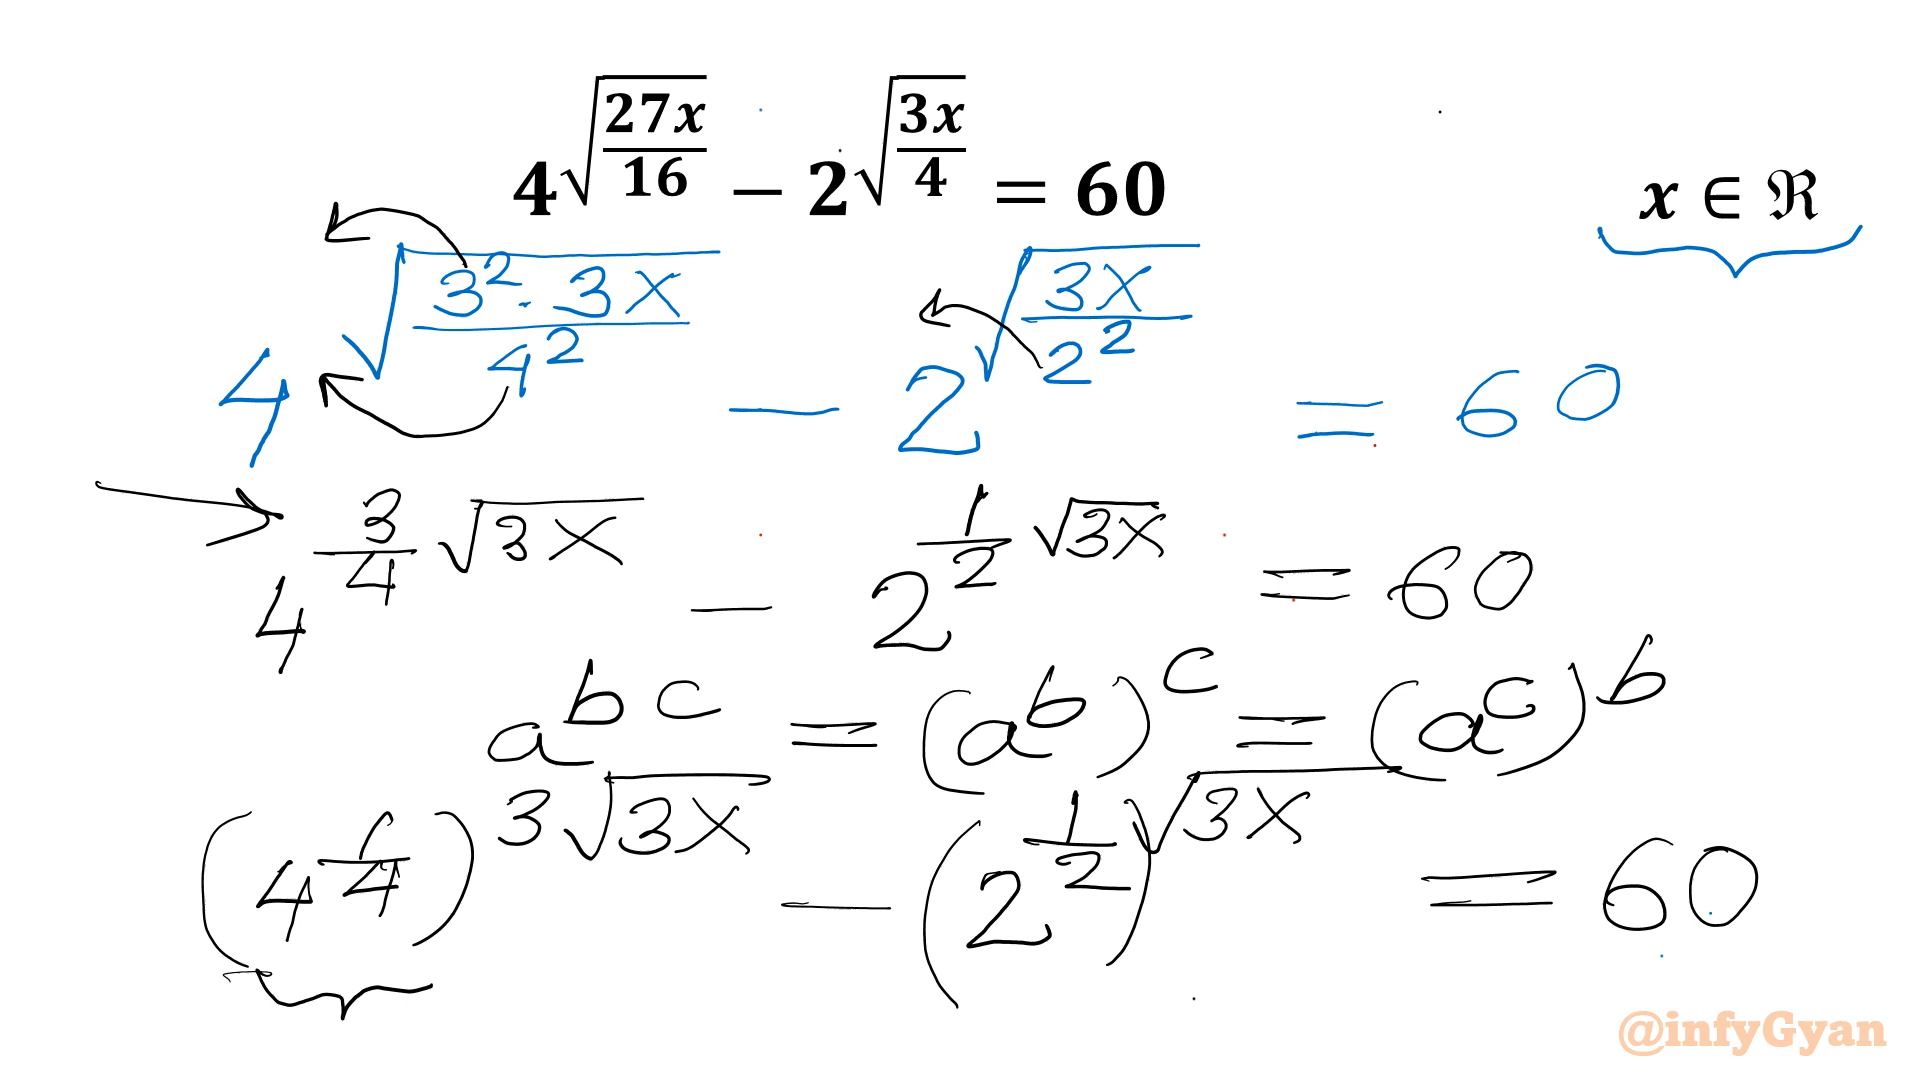 4^√(27x/16) − 2^√(3x/4) = 60 x ∈ ℜ
4^√(3²·3x/4²) − 2^√(3x/2²) = 60
4^(3/4 √3x) − 2^(1/2 √3x) = 60
a^bc = (a^b)^c = (a^c)^b
(4^(1/4))^(3√3x) − (2^(1/2))^√3x = 60
@infyGyan